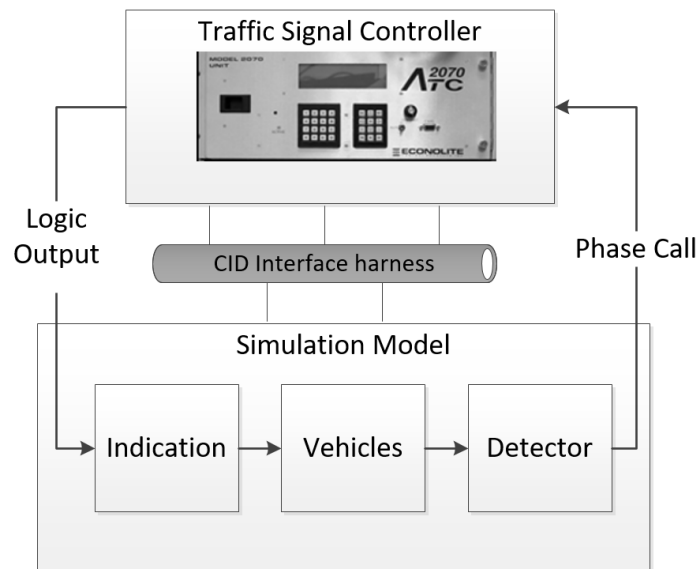 Traffic Signal Controller
MODEL 2070
UNIT
2070
ATC
ECONOLITE
Logic
Output
Phase Call
CID Interface harness
Simulation Model
Indication
Vehicles
Detector